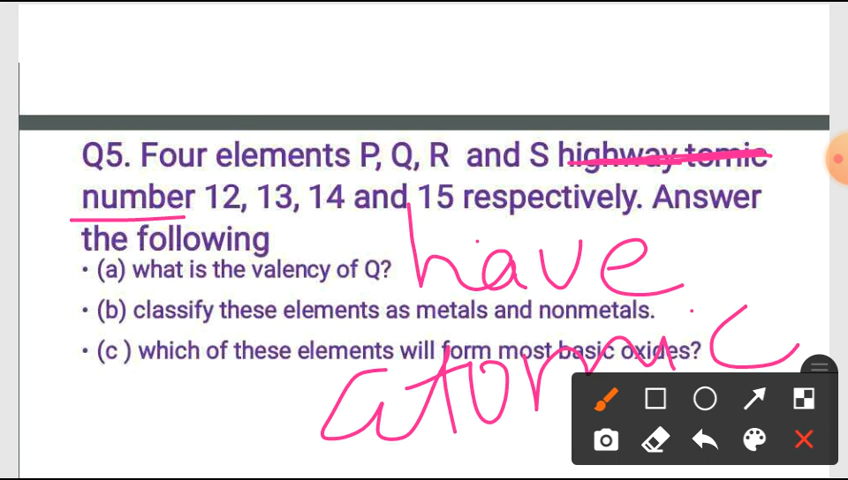 Q5. Four elements P, Q, R and S highway tomic
number 12, 13, 14 and 15 respectively. Answer
the following
• (a) what is the valency of Q?
have
• (b) classify these elements as metals and nonmetals.
• (c ) which of these elements will form most basic oxides?
atomic